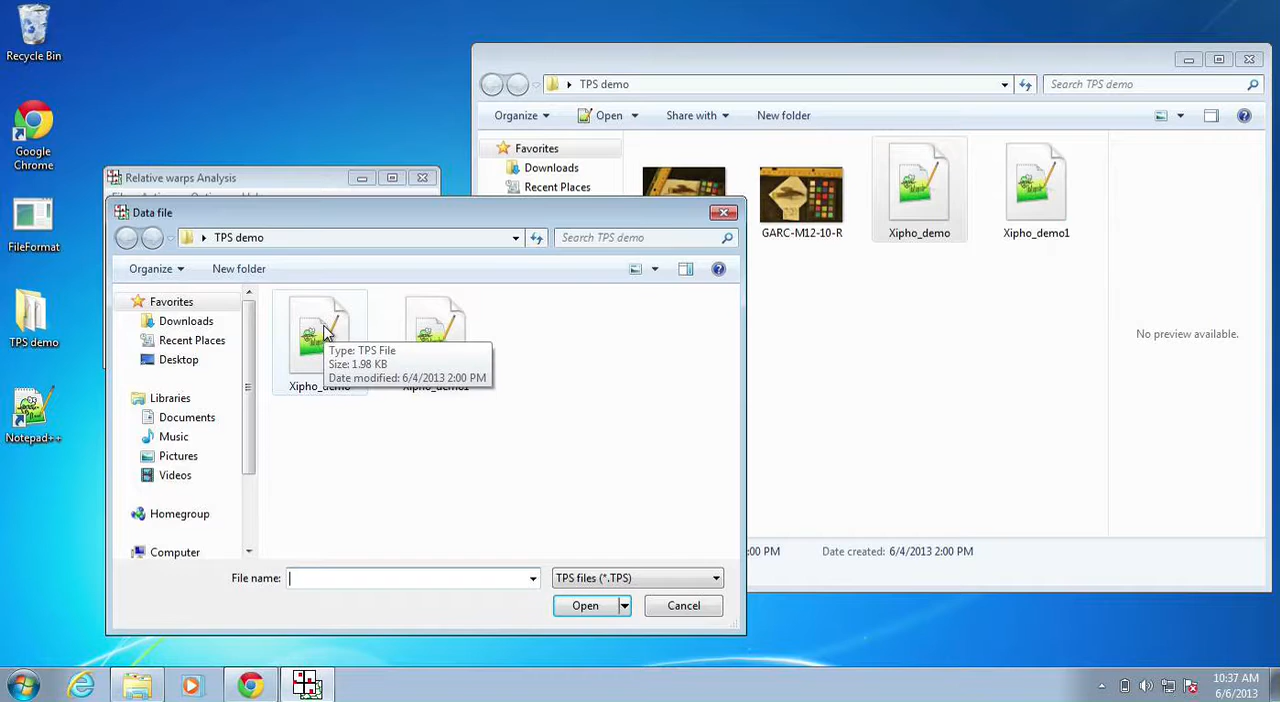 Recycle Bin
Google
Chrome
FileFormat
TPS demo
Notepad++
TPS demo
Search TPS demo
Organize
Open
Share with
New folder
Favorites
Downloads
Recent Places
GARC-M12-10-R
Xipho_demo
Xipho_demo1
No preview available.
:00 PM
Date created: 6/4/2013 2:00 PM
Relative warps Analysis
Data file
TPS demo
Search TPS demo
Organize
New folder
Favorites
Downloads
Recent Places
Desktop
Libraries
Documents
Music
Pictures
Videos
Homegroup
Computer
Type: TPS File
Size: 1.98 KB
Date modified: 6/4/2013 2:00 PM
Xipho_demo
Xipho_demo1
File name:
TPS files (*.TPS)
Open
Cancel
10:37 AM
6/6/2013